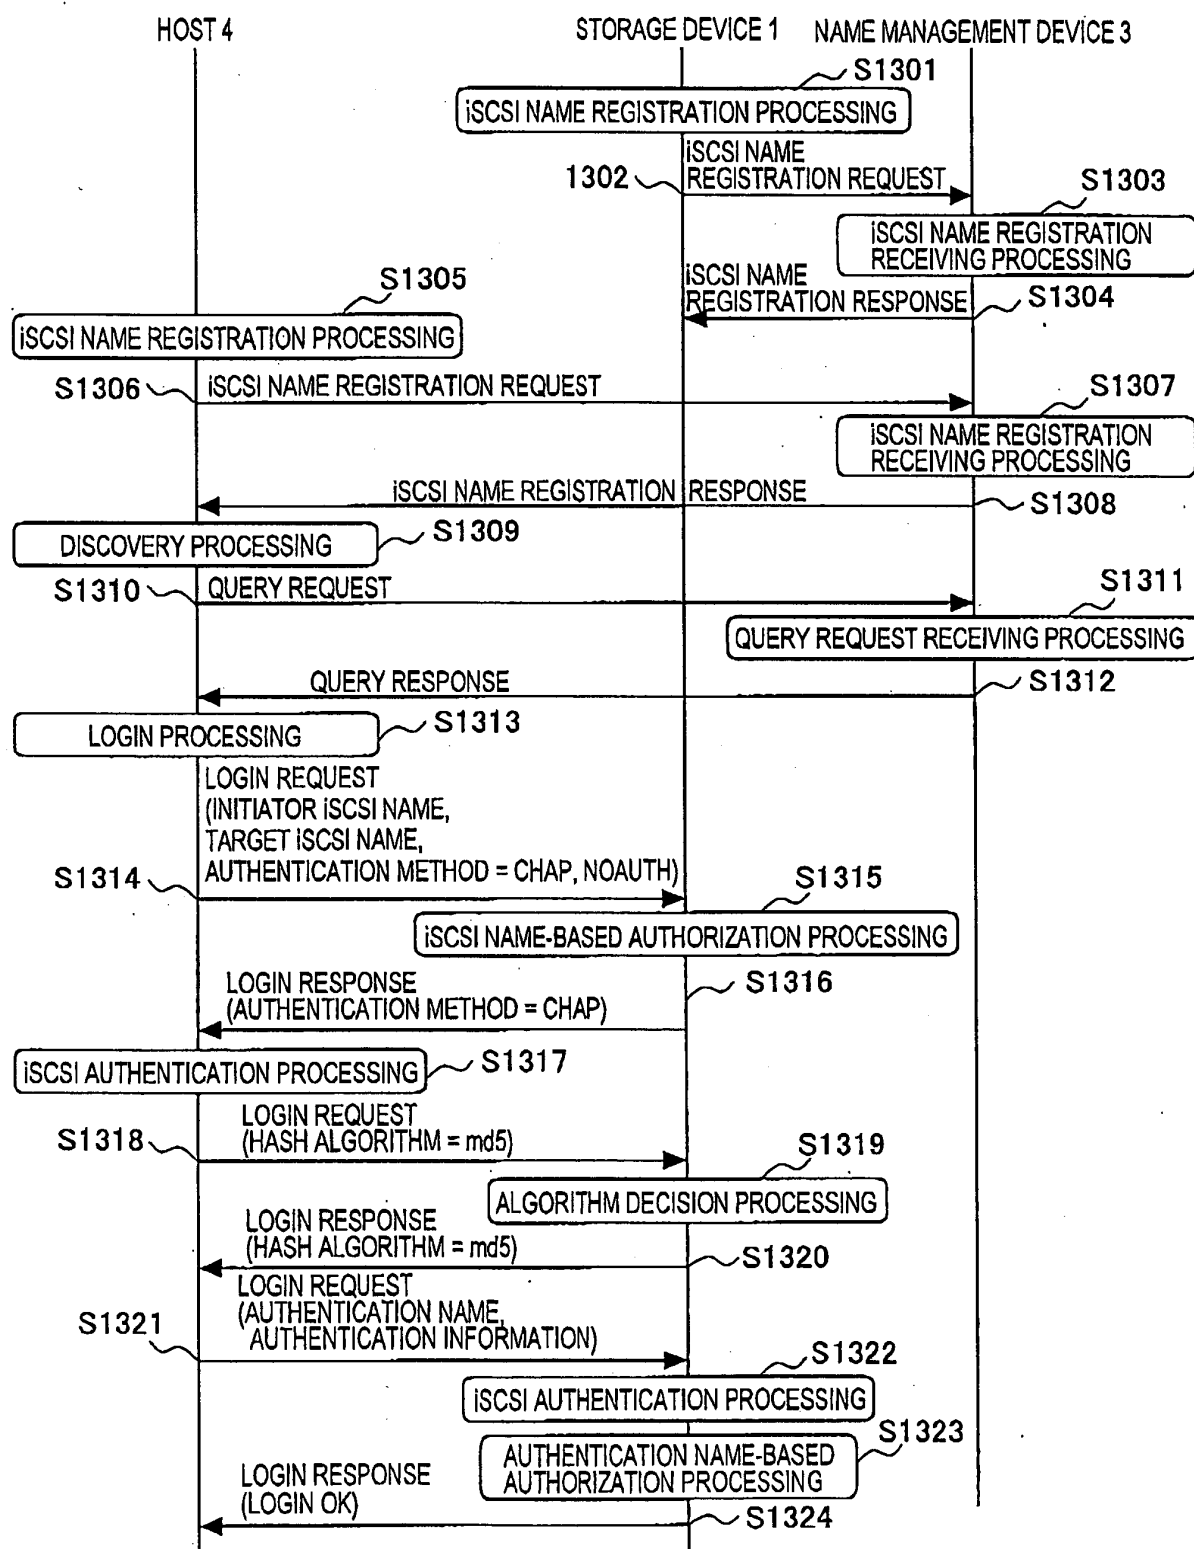 HOST 4
STORAGE DEVICE 1
NAME MANAGEMENT DEVICE 3
S1301
iSCSI NAME REGISTRATION PROCESSING
iSCSI NAME
REGISTRATION REQUEST
1302
S1303
iSCSI NAME REGISTRATION
RECEIVING PROCESSING
iSCSI NAME
REGISTRATION RESPONSE
S1304
S1305
iSCSI NAME REGISTRATION PROCESSING
S1306
iSCSI NAME REGISTRATION REQUEST
S1307
iSCSI NAME REGISTRATION
RECEIVING PROCESSING
iSCSI NAME REGISTRATION RESPONSE
S1308
DISCOVERY PROCESSING
S1309
S1310
QUERY REQUEST
S1311
QUERY REQUEST RECEIVING PROCESSING
QUERY RESPONSE
S1312
LOGIN PROCESSING
S1313
LOGIN REQUEST
(INITIATOR iSCSI NAME,
TARGET iSCSI NAME,
AUTHENTICATION METHOD = CHAP, NOAUTH)
S1314
S1315
iSCSI NAME-BASED AUTHORIZATION PROCESSING
LOGIN RESPONSE
(AUTHENTICATION METHOD = CHAP)
S1316
iSCSI AUTHENTICATION PROCESSING
S1317
LOGIN REQUEST
(HASH ALGORITHM = md5)
S1318
S1319
ALGORITHM DECISION PROCESSING
LOGIN RESPONSE
(HASH ALGORITHM = md5)
S1320
LOGIN REQUEST
(AUTHENTICATION NAME,
AUTHENTICATION INFORMATION)
S1321
S1322
iSCSI AUTHENTICATION PROCESSING
S1323
AUTHENTICATION NAME-BASED
AUTHORIZATION PROCESSING
LOGIN RESPONSE
(LOGIN OK)
S1324